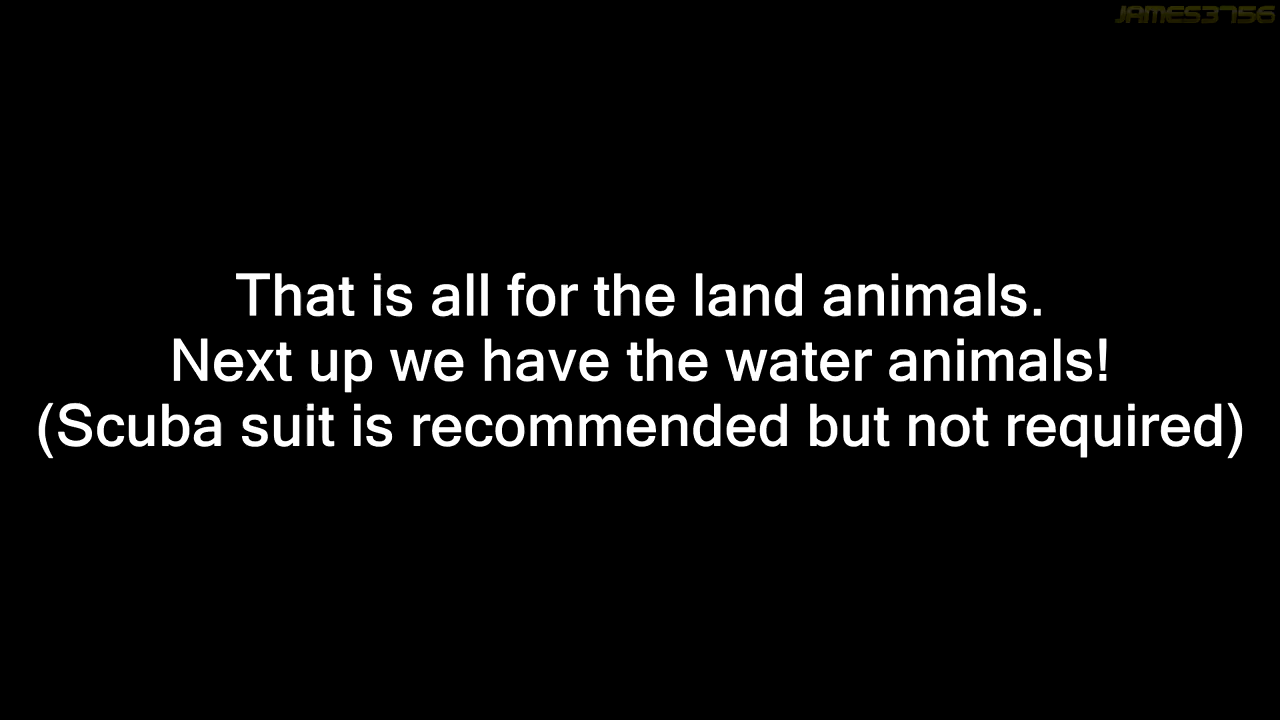 JAMES3756
That is all for the land animals.
Next up we have the water animals!
(Scuba suit is recommended but not required)